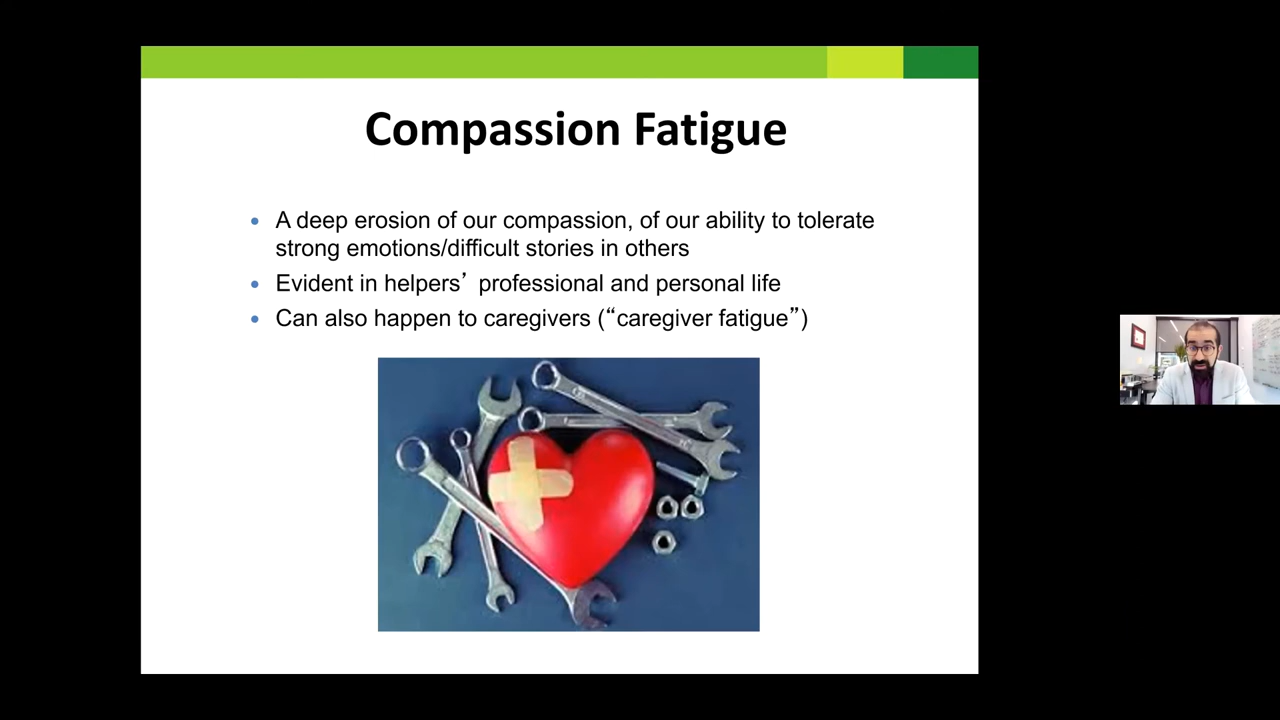 Compassion Fatigue
• A deep erosion of our compassion, of our ability to tolerate
strong emotions/difficult stories in others
• Evident in helpers’ professional and personal life
• Can also happen to caregivers (“caregiver fatigue”)